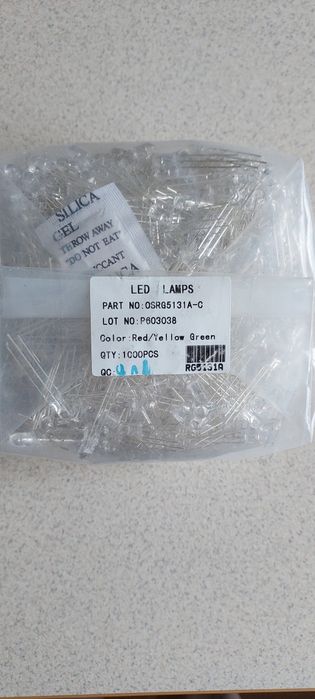 SILICA
GEL
THROW AWAY
"DO NOT EAT"
LED LAMPS
PART NO:OSRG5131A-C
LOT NO:P603038
Color:Red/Yellow Green
QTY:1000PCS
QC:
RG5131A